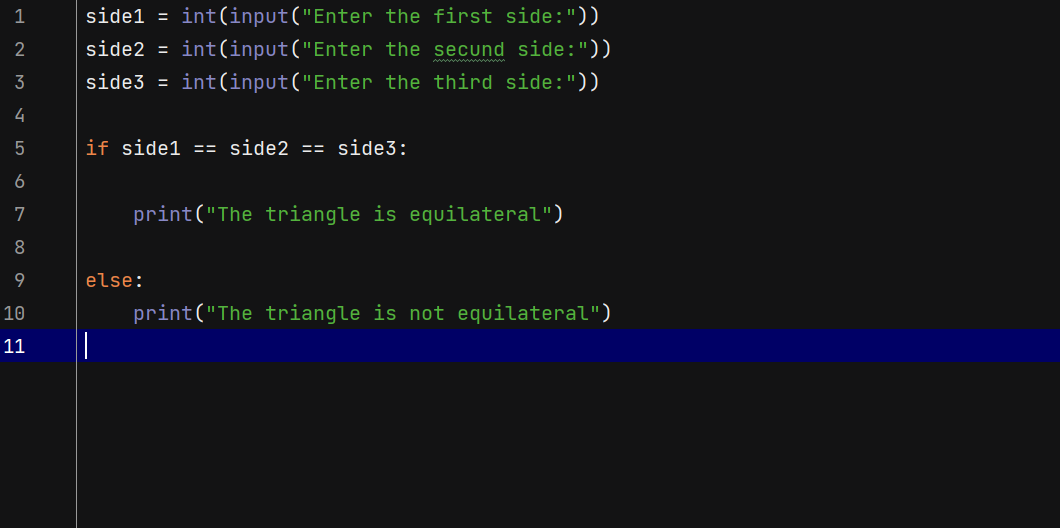 1 side1 = int(input("Enter the first side:"))
2 side2 = int(input("Enter the secund side:"))
3 side3 = int(input("Enter the third side:"))
4
5 if side1 == side2 == side3:
6
7     print("The triangle is equilateral")
8
9 else:
10     print("The triangle is not equilateral")
11